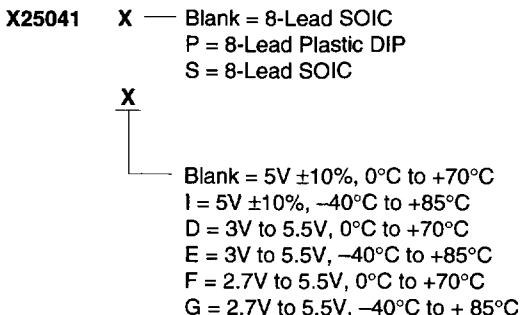 X25041 X Blank = 8-Lead SOIC
P = 8-Lead Plastic DIP
S = 8-Lead SOIC
X
Blank = 5V ±10%, 0°C to +70°C
I = 5V ±10%, –40°C to +85°C
D = 3V to 5.5V, 0°C to +70°C
E = 3V to 5.5V, –40°C to +85°C
F = 2.7V to 5.5V, 0°C to +70°C
G = 2.7V to 5.5V, –40°C to + 85°C